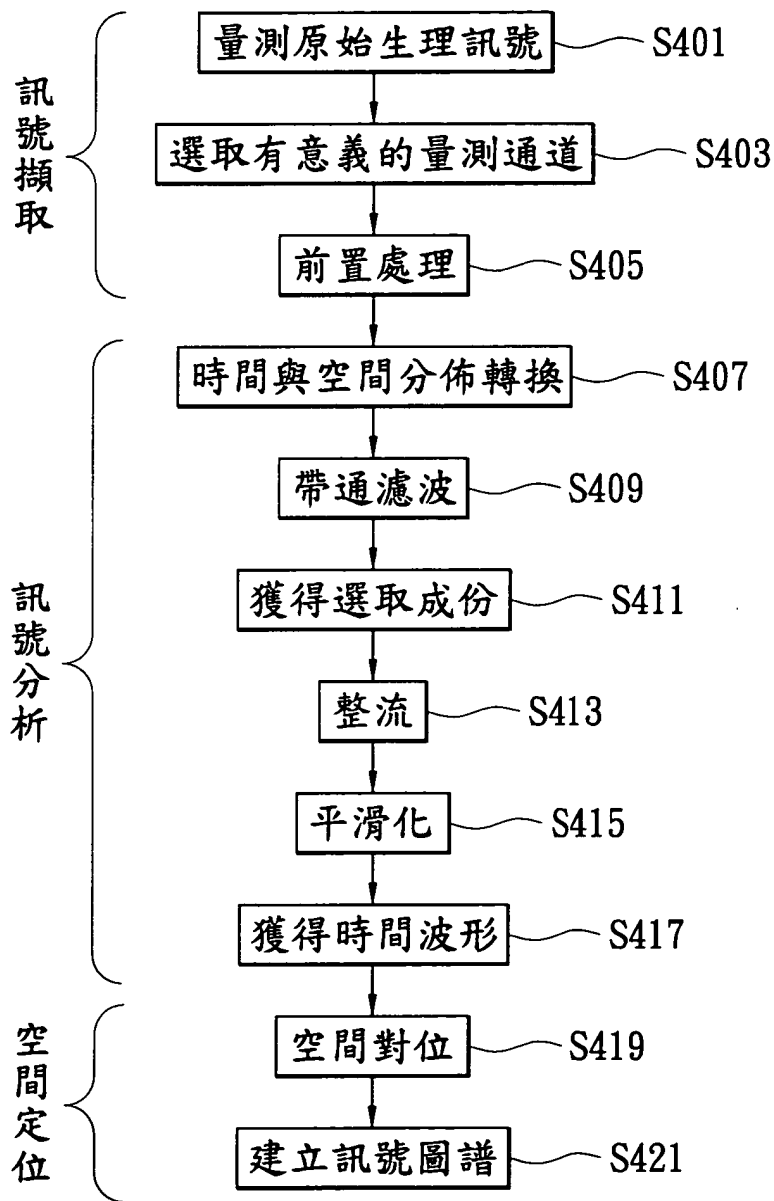 訊號擷取
量測原始生理訊號 S401
選取有意義的量測通道 S403
前置處理 S405
訊號分析
時間與空間分佈轉換 S407
帶通濾波 S409
獲得選取成份 S411
整流 S413
平滑化 S415
獲得時間波形 S417
空間定位
空間對位 S419
建立訊號圖譜 S421